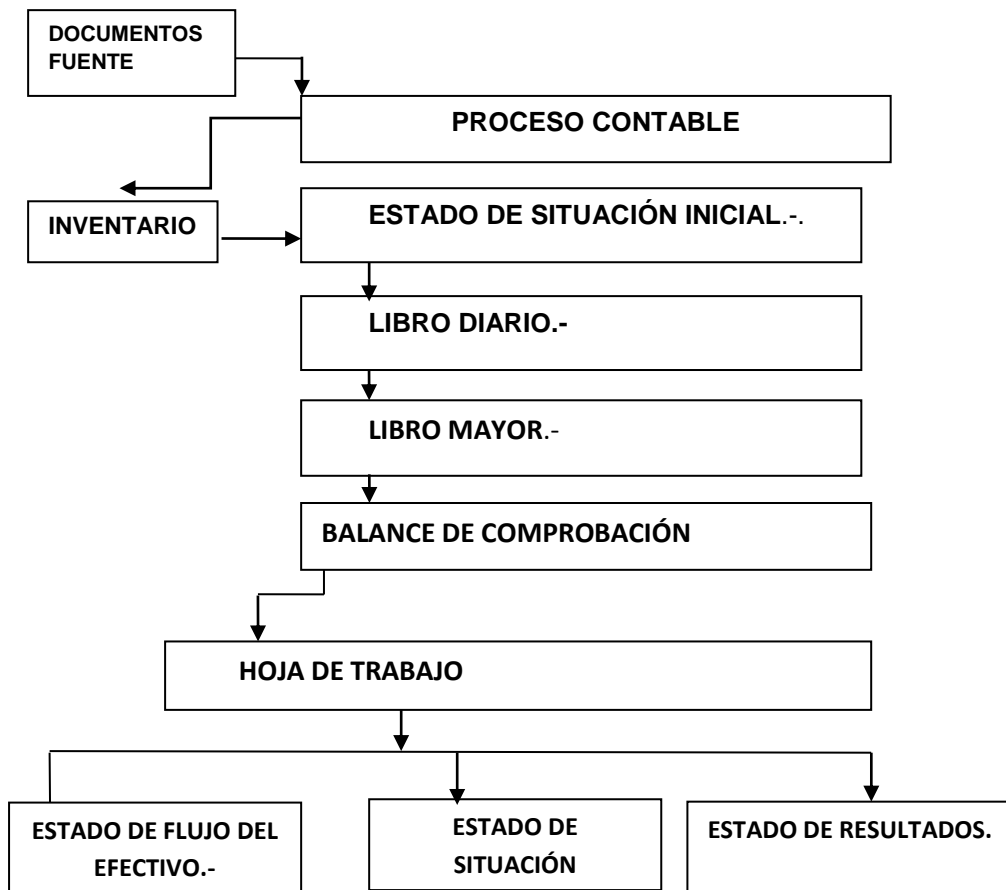 DOCUMENTOS
FUENTE
PROCESO CONTABLE
INVENTARIO
ESTADO DE SITUACIÓN INICIAL.-.
LIBRO DIARIO.-
LIBRO MAYOR.-
BALANCE DE COMPROBACIÓN
HOJA DE TRABAJO
ESTADO DE FLUJO DEL
EFECTIVO.-
ESTADO DE
SITUACIÓN
ESTADO DE RESULTADOS.